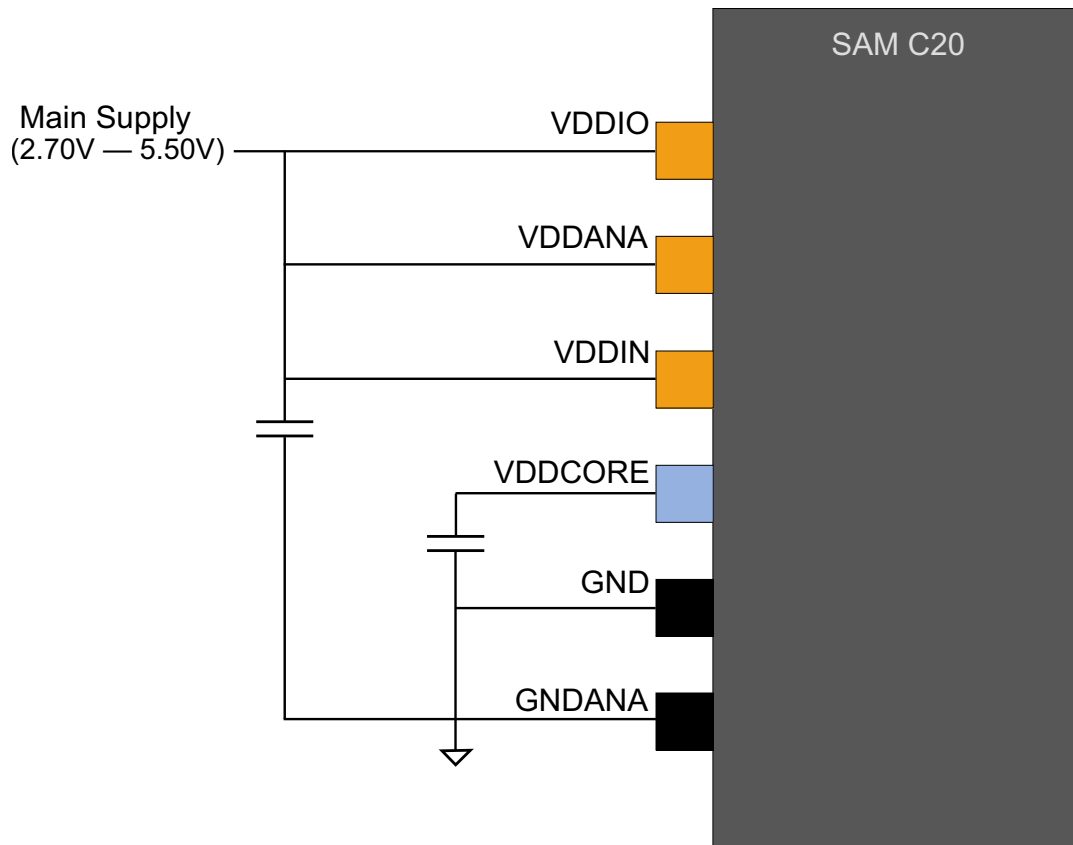 SAM C20
Main Supply
(2.70V — 5.50V)
VDDIO
VDDANA
VDDIN
VDDCORE
GND
GNDANA